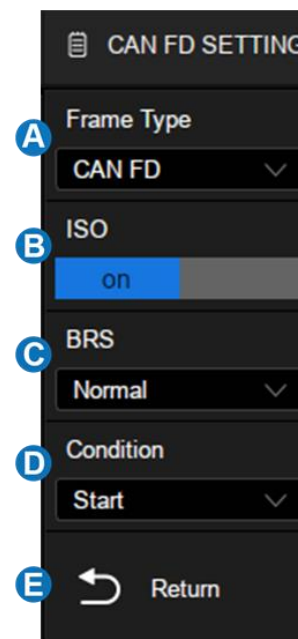 CAN FD SETTING
A
Frame Type
CAN FD
B
ISO
on
C
BRS
Normal
D
Condition
Start
E
Return